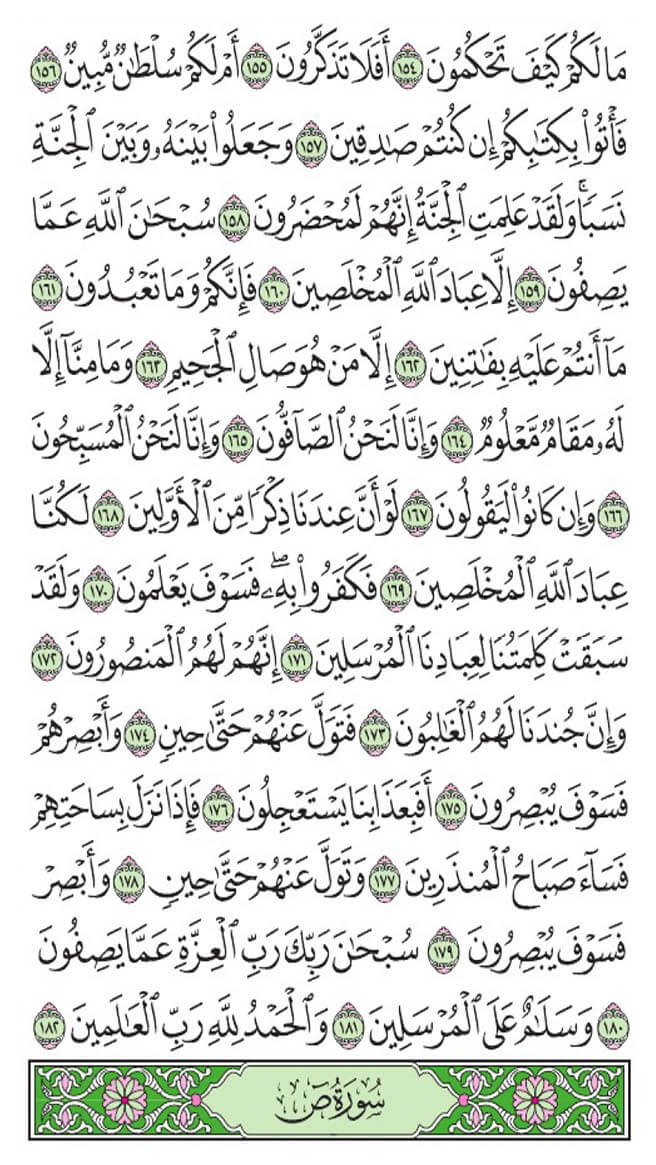 مَا لَكُمْ كَيْفَ تَحْكُمُونَ ١٥٤ أَفَلَا تَذَكَّرُونَ ١٥٥ أَمْ لَكُمْ سُلْطَٰنٌ مُّبِينٌ ١٥٦
فَأْتُوا۟ بِكِتَٰبِكُمْ إِن كُنتُمْ صَٰدِقِينَ ١٥٧ وَجَعَلُوا۟ بَيْنَهُۥ وَبَيْنَ ٱلْجِنَّةِ
نَسَبًا ۚ وَلَقَدْ عَلِمَتِ ٱلْجِنَّةُ إِنَّهُمْ لَمُحْضَرُونَ ١٥٨ سُبْحَٰنَ ٱللَّهِ عَمَّا
يَصِفُونَ ١٥٩ إِلَّا عِبَادَ ٱللَّهِ ٱلْمُخْلَصِينَ ١٦٠ فَإِنَّكُمْ وَمَا تَعْبُدُونَ ١٦١
مَآ أَنتُمْ عَلَيْهِ بِفَٰتِنِينَ ١٦٢ إِلَّا مَنْ هُوَ صَالِ ٱلْجَحِيمِ ١٦٣ وَمَا مِنَّآ إِلَّا
لَهُۥ مَقَامٌ مَّعْلُومٌ ١٦٤ وَإِنَّا لَنَحْنُ ٱلصَّآفُّونَ ١٦٥ وَإِنَّا لَنَحْنُ ٱلْمُسَبِّحُونَ
١٦٦ وَإِن كَانُوا۟ لَيَقُولُونَ ١٦٧ لَوْ أَنَّ عِندَنَا ذِكْرًا مِّنَ ٱلْأَوَّلِينَ ١٦٨ لَكُنَّا
عِبَادَ ٱللَّهِ ٱلْمُخْلَصِينَ ١٦٩ فَكَفَرُوا۟ بِهِۦ ۖ فَسَوْفَ يَعْلَمُونَ ١٧٠ وَلَقَدْ
سَبَقَتْ كَلِمَتُنَا لِعِبَادِنَا ٱلْمُرْسَلِينَ ١٧١ إِنَّهُمْ لَهُمُ ٱلْمَنصُورُونَ ١٧٢
وَإِنَّ جُندَنَا لَهُمُ ٱلْغَٰلِبُونَ ١٧٣ فَتَوَلَّ عَنْهُمْ حَتَّىٰ حِينٍ ١٧٤ وَأَبْصِرْهُمْ
فَسَوْفَ يُبْصِرُونَ ١٧٥ أَفَبِعَذَابِنَا يَسْتَعْجِلُونَ ١٧٦ فَإِذَا نَزَلَ بِسَاحَتِهِمْ
فَسَآءَ صَبَاحُ ٱلْمُنذَرِينَ ١٧٧ وَتَوَلَّ عَنْهُمْ حَتَّىٰ حِينٍ ١٧٨ وَأَبْصِرْ
فَسَوْفَ يُبْصِرُونَ ١٧٩ سُبْحَٰنَ رَبِّكَ رَبِّ ٱلْعِزَّةِ عَمَّا يَصِفُونَ
١٨٠ وَسَلَٰمٌ عَلَى ٱلْمُرْسَلِينَ ١٨١ وَٱلْحَمْدُ لِلَّهِ رَبِّ ٱلْعَٰلَمِينَ ١٨٢
سُورَةُ صٓ